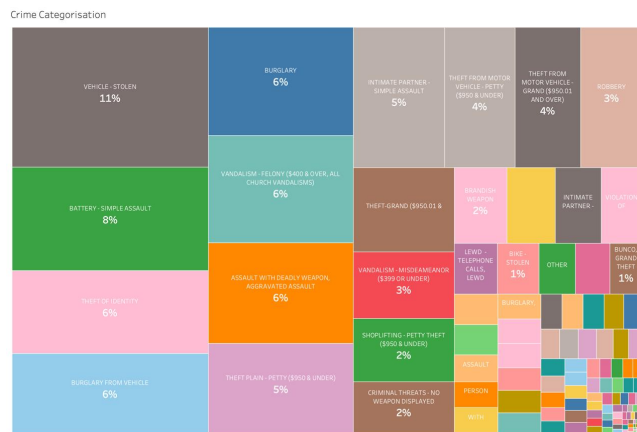 Crime Categorisation
VEHICLE - STOLEN
11%
BATTERY - SIMPLE ASSAULT
8%
THEFT OF IDENTITY
6%
BURGLARY FROM VEHICLE
6%
BURGLARY
6%
VANDALISM - FELONY ($400 & OVER, ALL
CHURCH VANDALISMS)
6%
ASSAULT WITH DEADLY WEAPON,
AGGRAVATED ASSAULT
6%
THEFT PLAIN - PETTY ($950 & UNDER)
5%
INTIMATE PARTNER -
SIMPLE ASSAULT
5%
THEFT FROM MOTOR
VEHICLE - PETTY
($950 & UNDER)
4%
THEFT FROM
MOTOR VEHICLE -
GRAND ($950.01
AND OVER)
4%
ROBBERY
3%
THEFT-GRAND ($950.01 &
VANDALISM - MISDEAMEANOR
($399 OR UNDER)
3%
SHOPLIFTING - PETTY THEFT
($950 & UNDER)
2%
CRIMINAL THREATS - NO
WEAPON DISPLAYED
2%
BRANDISH
WEAPON
2%
INTIMATE
PARTNER -
VIOLATION
OF
LEWD -
TELEPHONE
CALLS,
LEWD
BIKE -
STOLEN
1%
OTHER
BUNCO,
GRAND
THEFT
1%
BURGLARY,
ASSAULT
PERSON
WITH